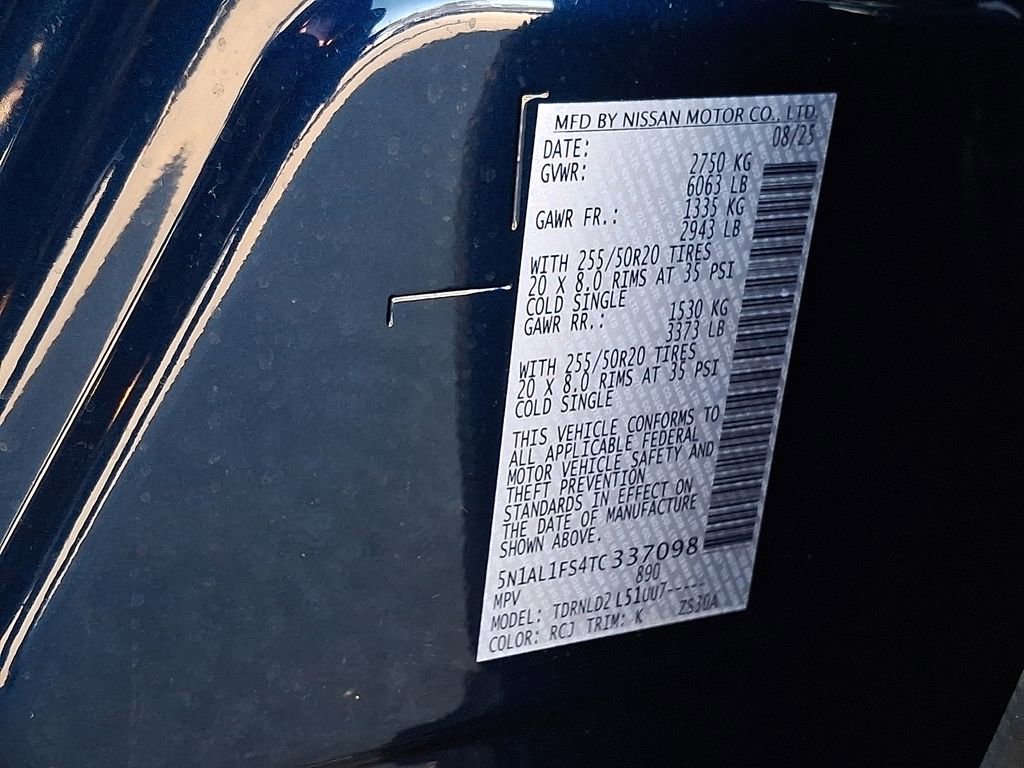 MFD BY NISSAN MOTOR CO., LTD.
DATE: 08/25
GVWR: 2750 KG
6063 LB
GAWR FR.: 1335 KG
2943 LB
WITH 255/50R20 TIRES
20 X 8.0 RIMS AT 35 PSI
COLD SINGLE
GAWR RR.: 1530 KG
3373 LB
WITH 255/50R20 TIRES
20 X 8.0 RIMS AT 35 PSI
COLD SINGLE
THIS VEHICLE CONFORMS TO
ALL APPLICABLE FEDERAL
MOTOR VEHICLE SAFETY AND
THEFT PREVENTION
STANDARDS IN EFFECT ON
THE DATE OF MANUFACTURE
SHOWN ABOVE.
5N1AL1FS4TC337098
MPV 890
MODEL: TDRNLD2 L51UU7-----
COLOR: RCJ TRIM: K ZS30A